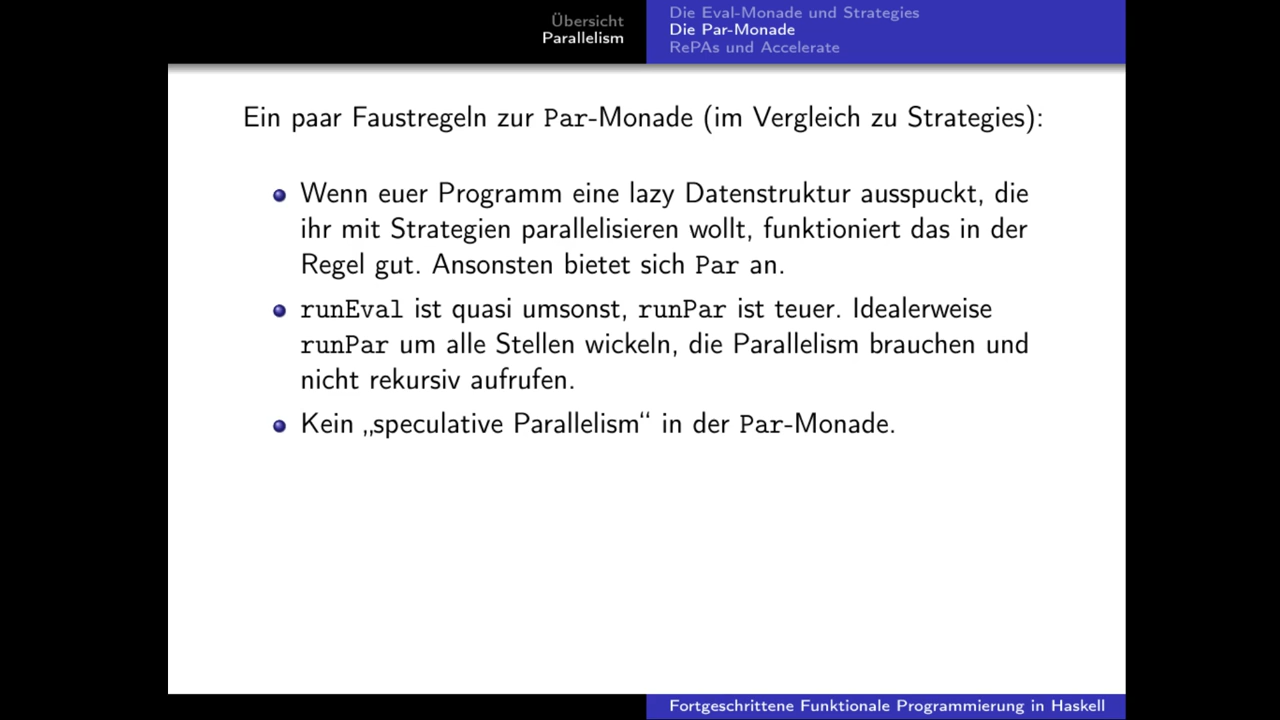 Übersicht
Parallelism
Die Eval-Monade und Strategies
Die Par-Monade
RePAs und Accelerate
Ein paar Faustregeln zur Par-Monade (im Vergleich zu Strategies):
Wenn euer Programm eine lazy Datenstruktur ausspuckt, die
ihr mit Strategien parallelisieren wollt, funktioniert das in der
Regel gut. Ansonsten bietet sich Par an.
runEval ist quasi umsonst, runPar ist teuer. Idealerweise
runPar um alle Stellen wickeln, die Parallelism brauchen und
nicht rekursiv aufrufen.
Kein „speculative Parallelism“ in der Par-Monade.
Fortgeschrittene Funktionale Programmierung in Haskell